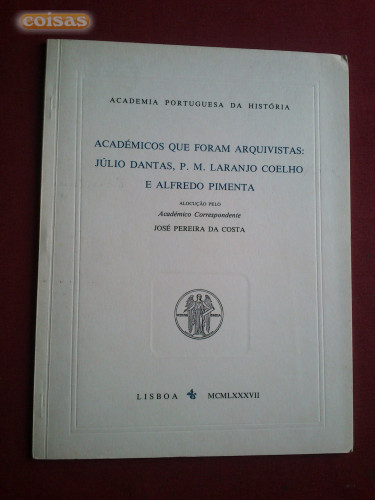 coisas
ACADEMIA PORTUGUESA DA HISTÓRIA
ACADÉMICOS QUE FORAM ARQUIVISTAS:
JÚLIO DANTAS, P. M. LARANJO COELHO
E ALFREDO PIMENTA
ALOCUÇÃO PELO
Académico Correspondente
JOSÉ PEREIRA DA COSTA
LISBOA MCMLXXXVII